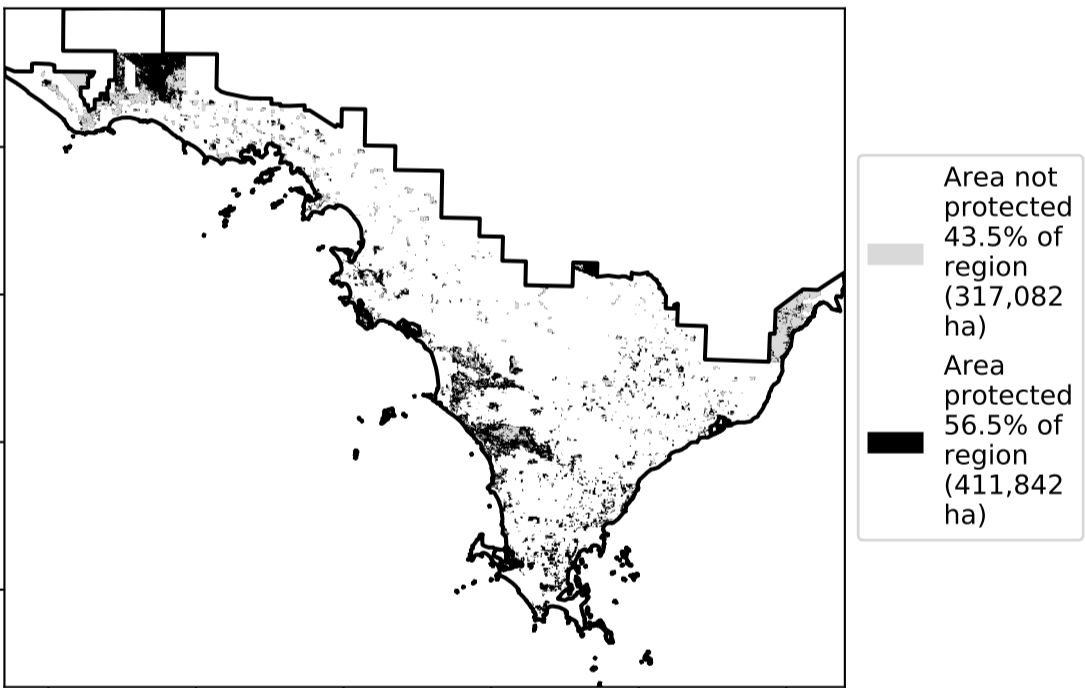 Area not
protected
43.5% of
region
(317,082
ha)
Area
protected
56.5% of
region
(411,842
ha)